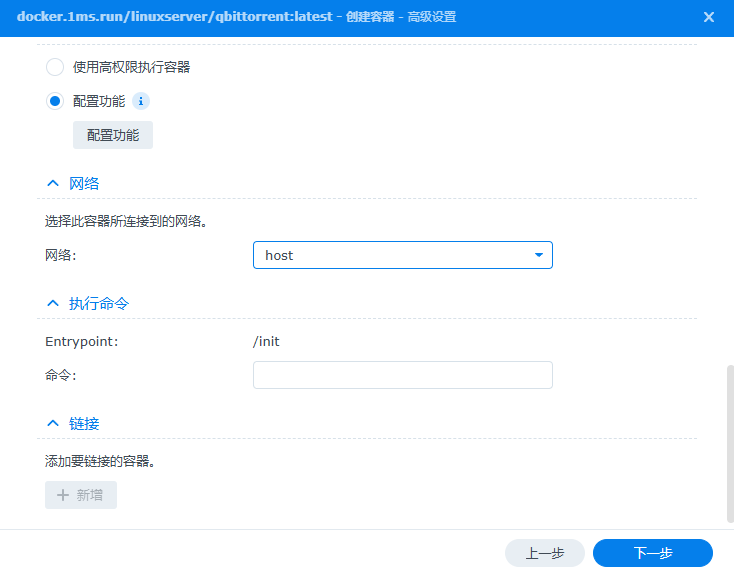 docker.1ms.run/linuxserver/qbittorrent:latest - 创建容器 - 高级设置
使用高权限执行容器
配置功能
配置功能
网络
选择此容器所连接到的网络。
网络: host
执行命令
Entrypoint: /init
命令:
链接
添加要链接的容器。
新增
上一步 下一步